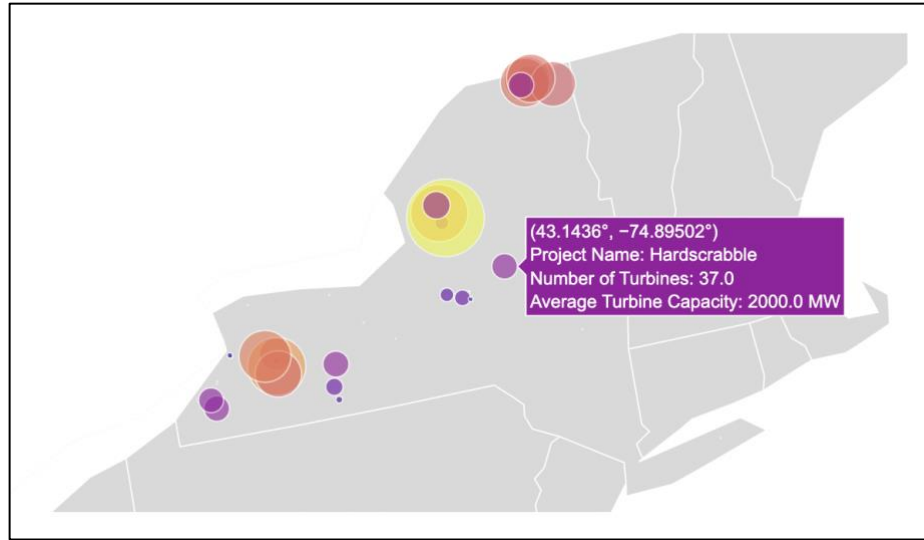 (43.1436°, −74.89502°)
Project Name: Hardscrabble
Number of Turbines: 37.0
Average Turbine Capacity: 2000.0 MW